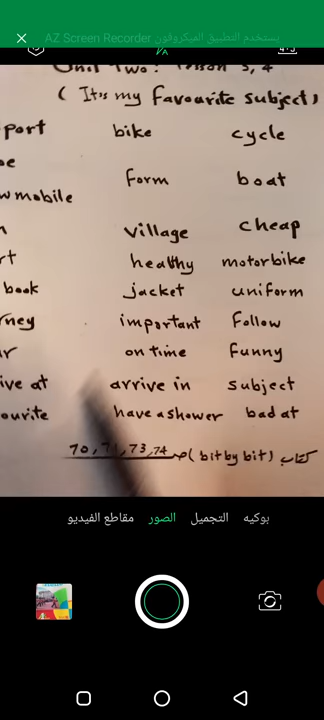 يستخدم التطبيق الميكروفون AZ Screen Recorder
Unit Two: lesson 3, 4
( It's my favourite subject)
port bike cycle
form boat
mobile
village cheap
healthy motorbike
book jacket uniform
important Follow
on time funny
arrive in subject
have a shower bad at
كتاب (bit by bit) ص 70, 71, 73, 74
بوكيه التجميل الصور مقاطع الفيديو